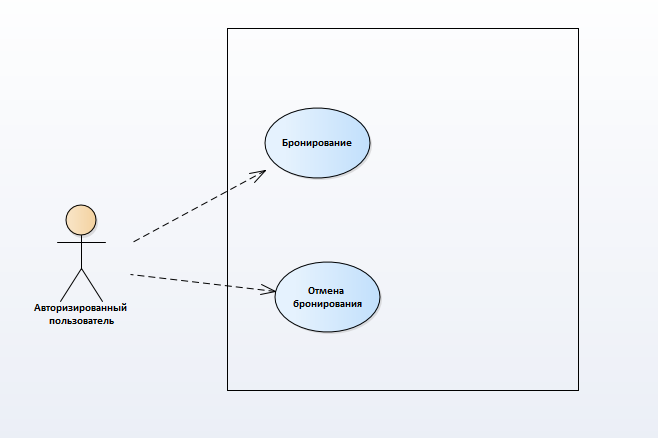 Бронирование
Отмена
бронирования
Авторизированный
пользователь